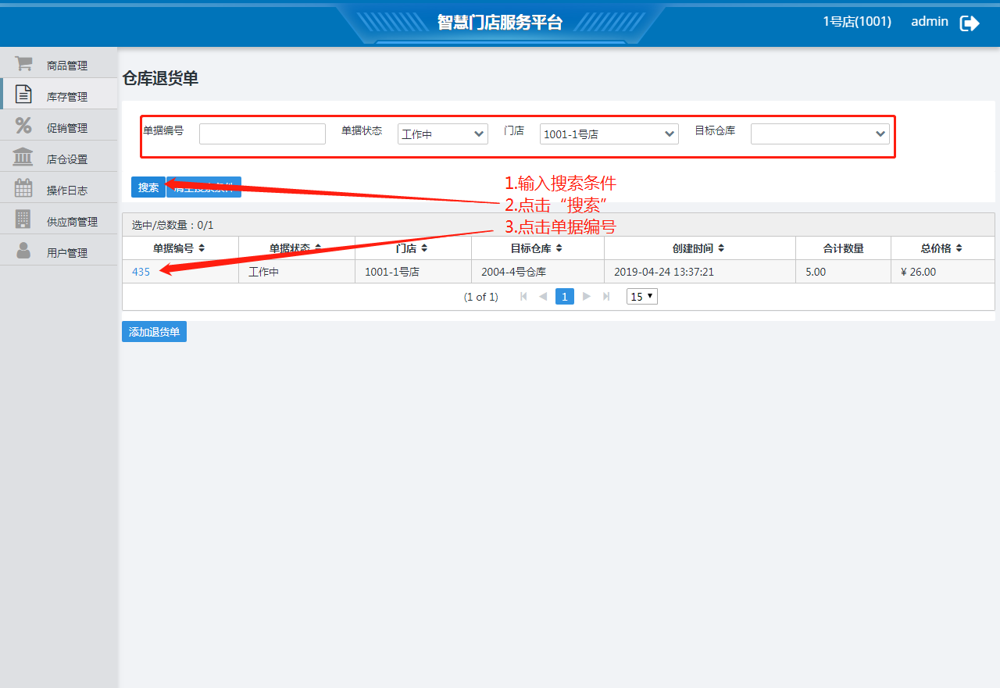 智慧门店服务平台
1号店(1001) admin
商品管理
库存管理
促销管理
店仓设置
操作日志
供应商管理
用户管理
仓库退货单
单据编号 单据状态 工作中 门店 1001-1号店 目标仓库
搜索 清空搜索条件
1.输入搜索条件
2.点击“搜索”
3.点击单据编号
选中/总数量：0/1
单据编号 单据状态 门店 目标仓库 创建时间 合计数量 总价格
435 工作中 1001-1号店 2004-4号仓库 2019-04-24 13:37:21 5.00 ¥ 26.00
(1 of 1) 1 15
添加退货单